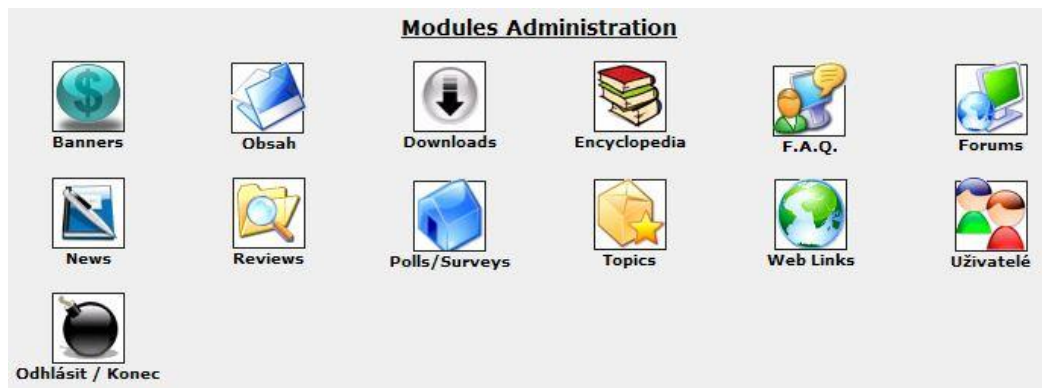 Modules Administration
Banners
Obsah
Downloads
Encyclopedia
F.A.Q.
Forums
News
Reviews
Polls/Surveys
Topics
Web Links
Uživatelé
Odhlásit / Konec